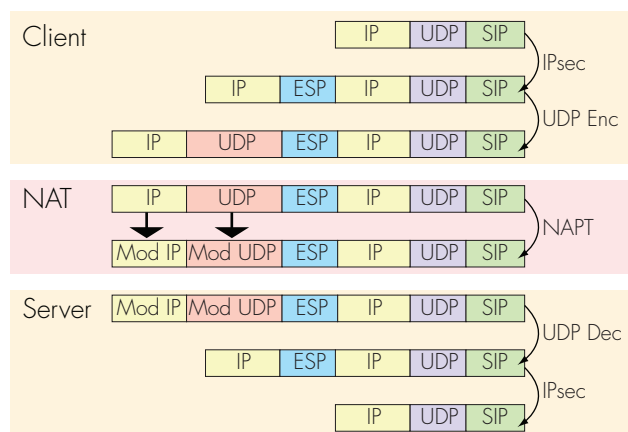 Client
IP UDP SIP
IPsec
IP ESP IP UDP SIP
UDP Enc
IP UDP ESP IP UDP SIP
NAT
IP UDP ESP IP UDP SIP
NAPT
Mod IP Mod UDP ESP IP UDP SIP
Server
Mod IP Mod UDP ESP IP UDP SIP
UDP Dec
IP ESP IP UDP SIP
IPsec
IP UDP SIP